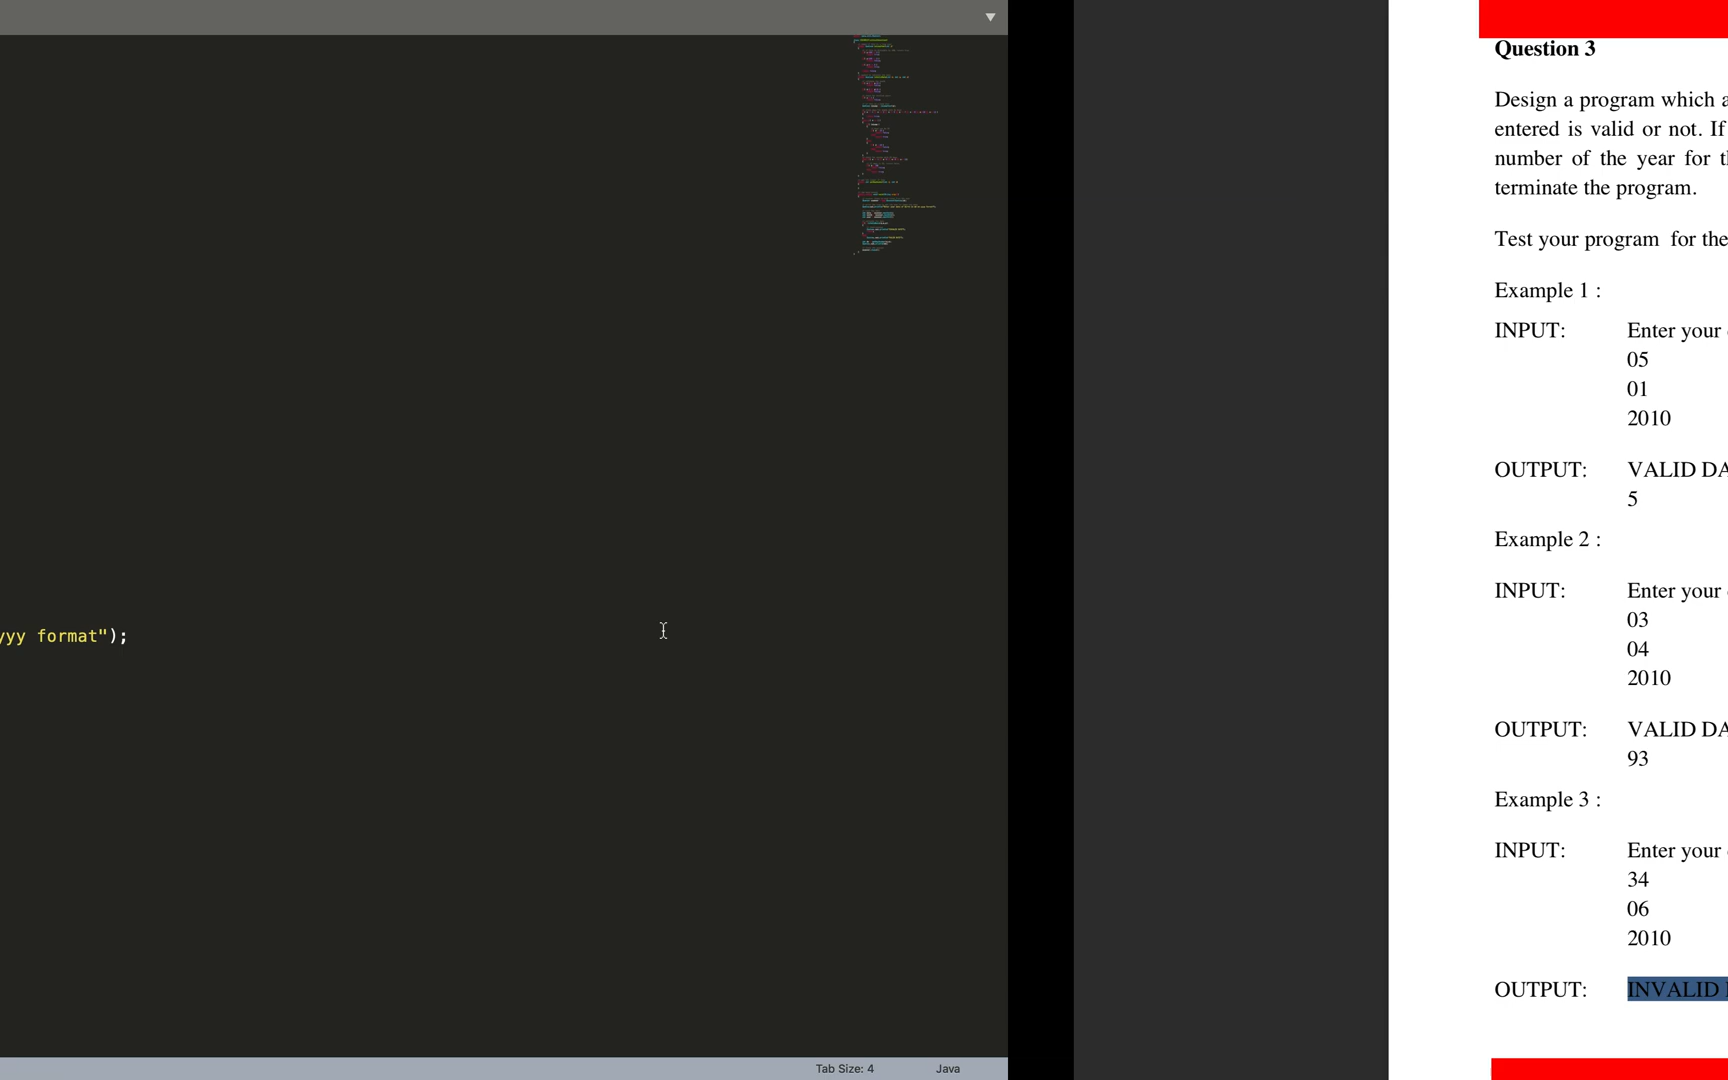 yyy format");
Tab Size: 4
Java
Question 3
Design a program which a
entered is valid or not. If
number of the year for th
terminate the program.
Test your program for the
Example 1 :
INPUT: Enter your
05
01
2010
OUTPUT: VALID DA
5
Example 2 :
INPUT: Enter your
03
04
2010
OUTPUT: VALID DA
93
Example 3 :
INPUT: Enter your
34
06
2010
OUTPUT: INVALID